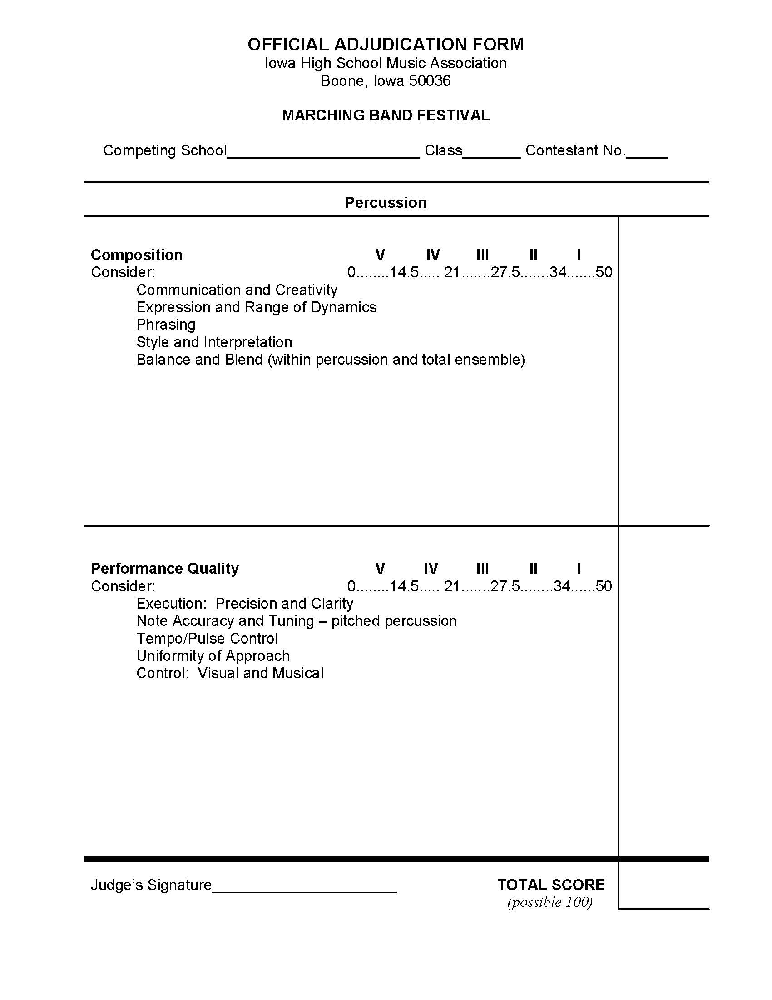 OFFICIAL ADJUDICATION FORM
Iowa High School Music Association
Boone, Iowa 50036
MARCHING BAND FESTIVAL
Competing School_______________________ Class_______ Contestant No._____
Percussion
Composition V IV III II I
Consider: 0........14.5..... 21.......27.5.......34.......50
Communication and Creativity
Expression and Range of Dynamics
Phrasing
Style and Interpretation
Balance and Blend (within percussion and total ensemble)
Performance Quality V IV III II I
Consider: 0........14.5..... 21.......27.5........34......50
Execution: Precision and Clarity
Note Accuracy and Tuning – pitched percussion
Tempo/Pulse Control
Uniformity of Approach
Control: Visual and Musical
Judge’s Signature______________________ TOTAL SCORE
(possible 100)